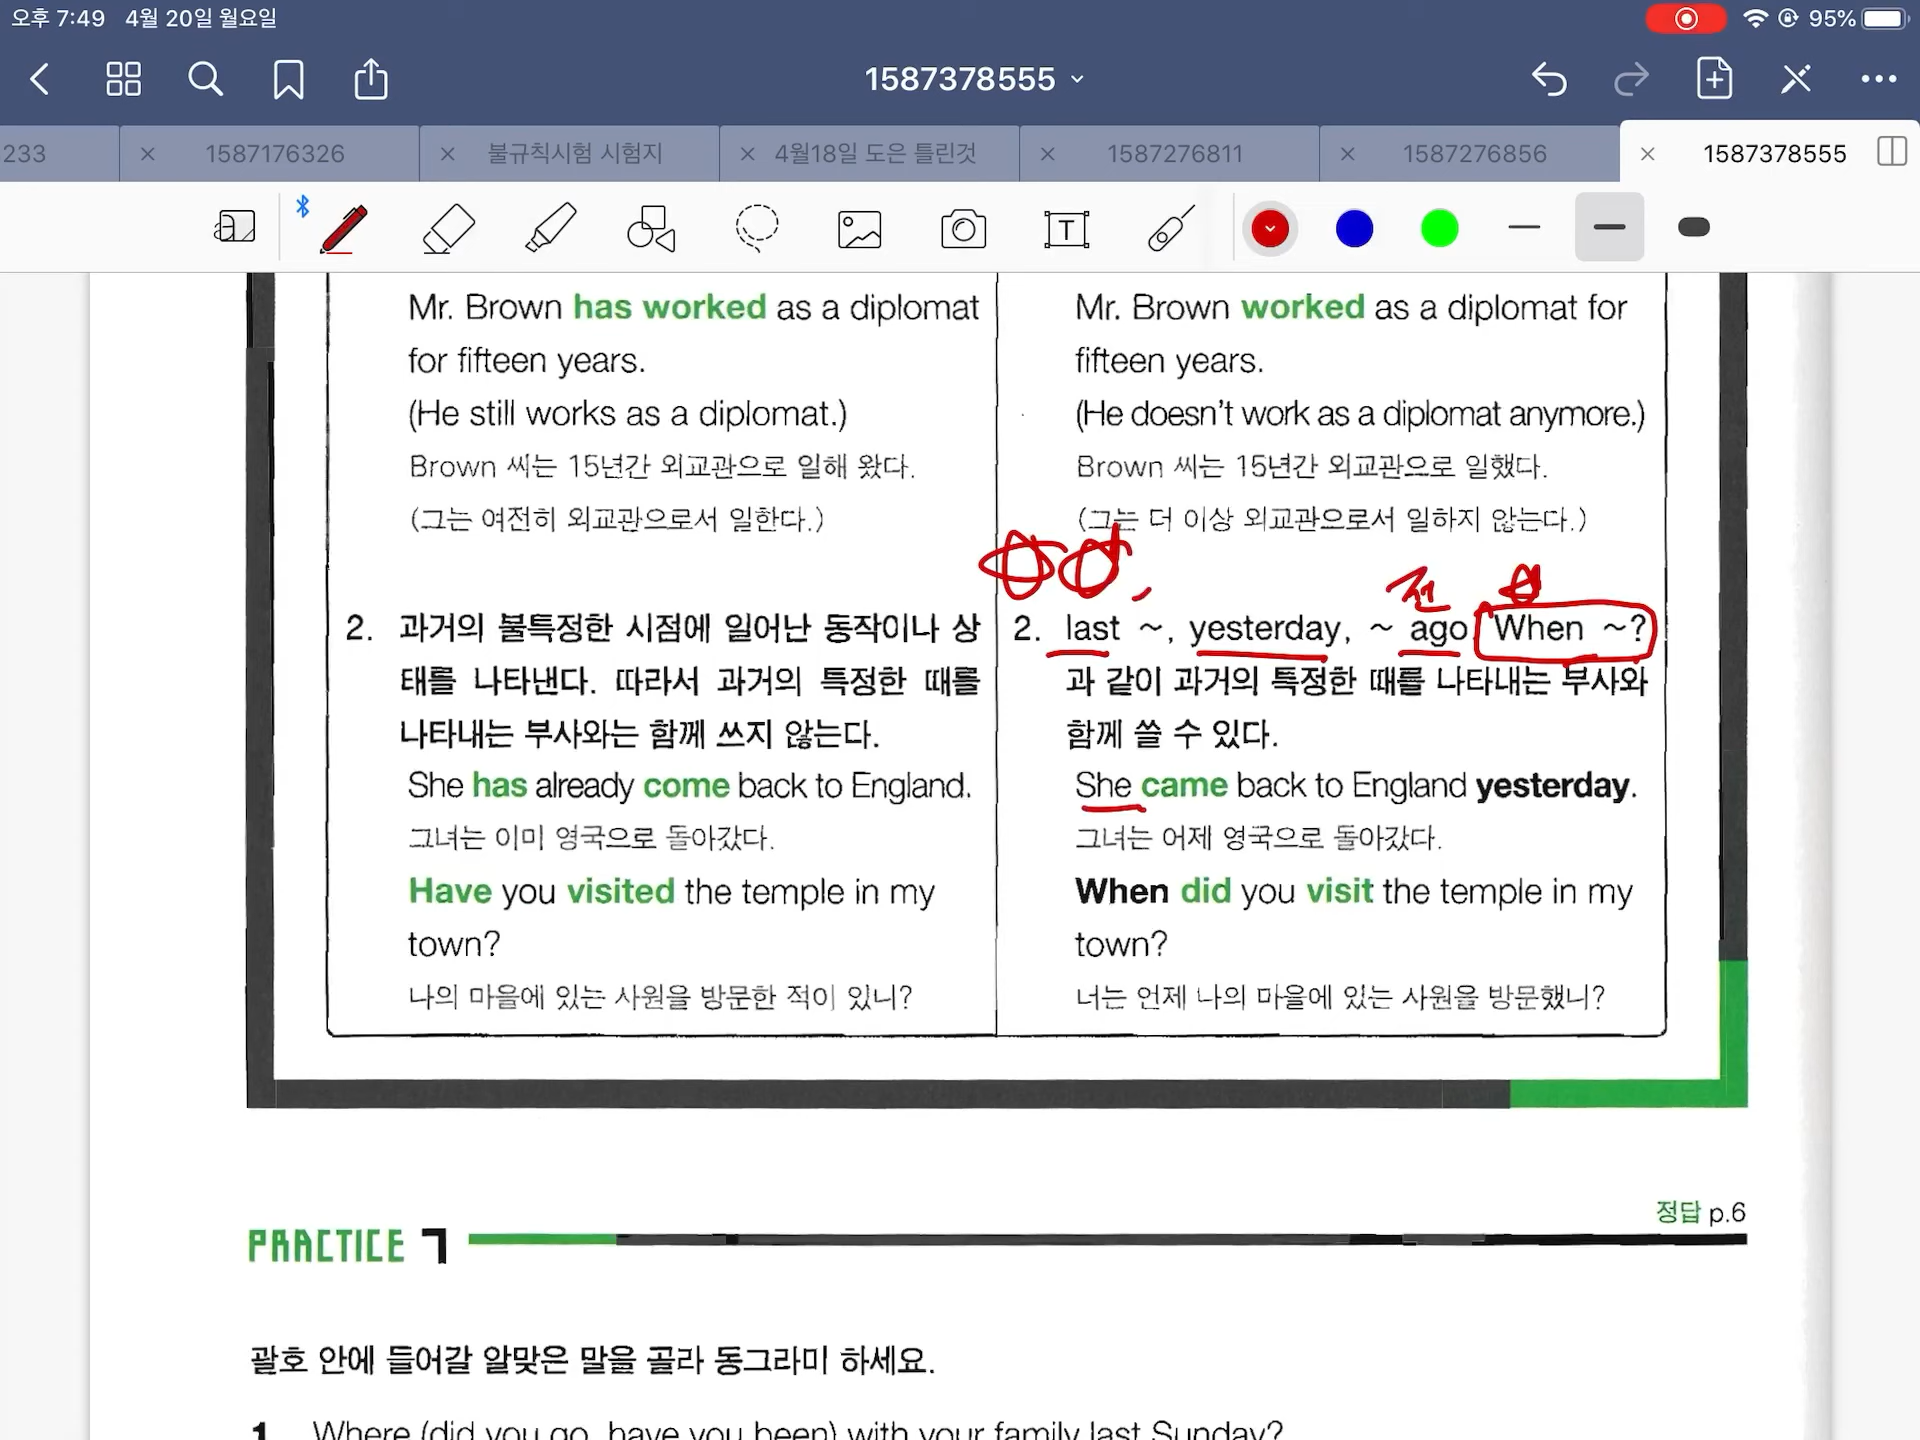 오후 7:49 4월 20일 월요일
95%
1587378555
233
1587176326
불규칙시험 시험지
4월18일 도은 틀린것
1587276811
1587276856
1587378555
Mr. Brown has worked as a diplomat
for fifteen years.
(He still works as a diplomat.)
Brown 씨는 15년간 외교관으로 일해 왔다.
(그는 여전히 외교관으로서 일한다.)
2. 과거의 불특정한 시점에 일어난 동작이나 상
태를 나타낸다. 따라서 과거의 특정한 때를
나타내는 부사와는 함께 쓰지 않는다.
She has already come back to England.
그녀는 이미 영국으로 돌아갔다.
Have you visited the temple in my
town?
나의 마을에 있는 사원을 방문한 적이 있니?
Mr. Brown worked as a diplomat for
fifteen years.
(He doesn't work as a diplomat anymore.)
Brown 씨는 15년간 외교관으로 일했다.
(그는 더 이상 외교관으로서 일하지 않는다.)
전
2. last ~, yesterday, ~ ago When ~?
과 같이 과거의 특정한 때를 나타내는 부사와
함께 쓸 수 있다.
She came back to England yesterday.
그녀는 어제 영국으로 돌아갔다.
When did you visit the temple in my
town?
너는 언제 나의 마을에 있는 사원을 방문했니?
정답 p.6
PRACTICE 7
괄호 안에 들어갈 알맞은 말을 골라 동그라미 하세요.
1 Where (did you go, have you been) with your family last Sunday?